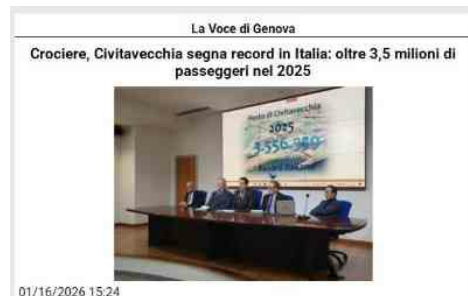 La Voce di Genova
Crociere, Civitavecchia segna record in Italia: oltre 3,5 milioni di
passeggeri nel 2025
Porto di Civitavecchia
2025
3.556.989
01/16/2026 15:24